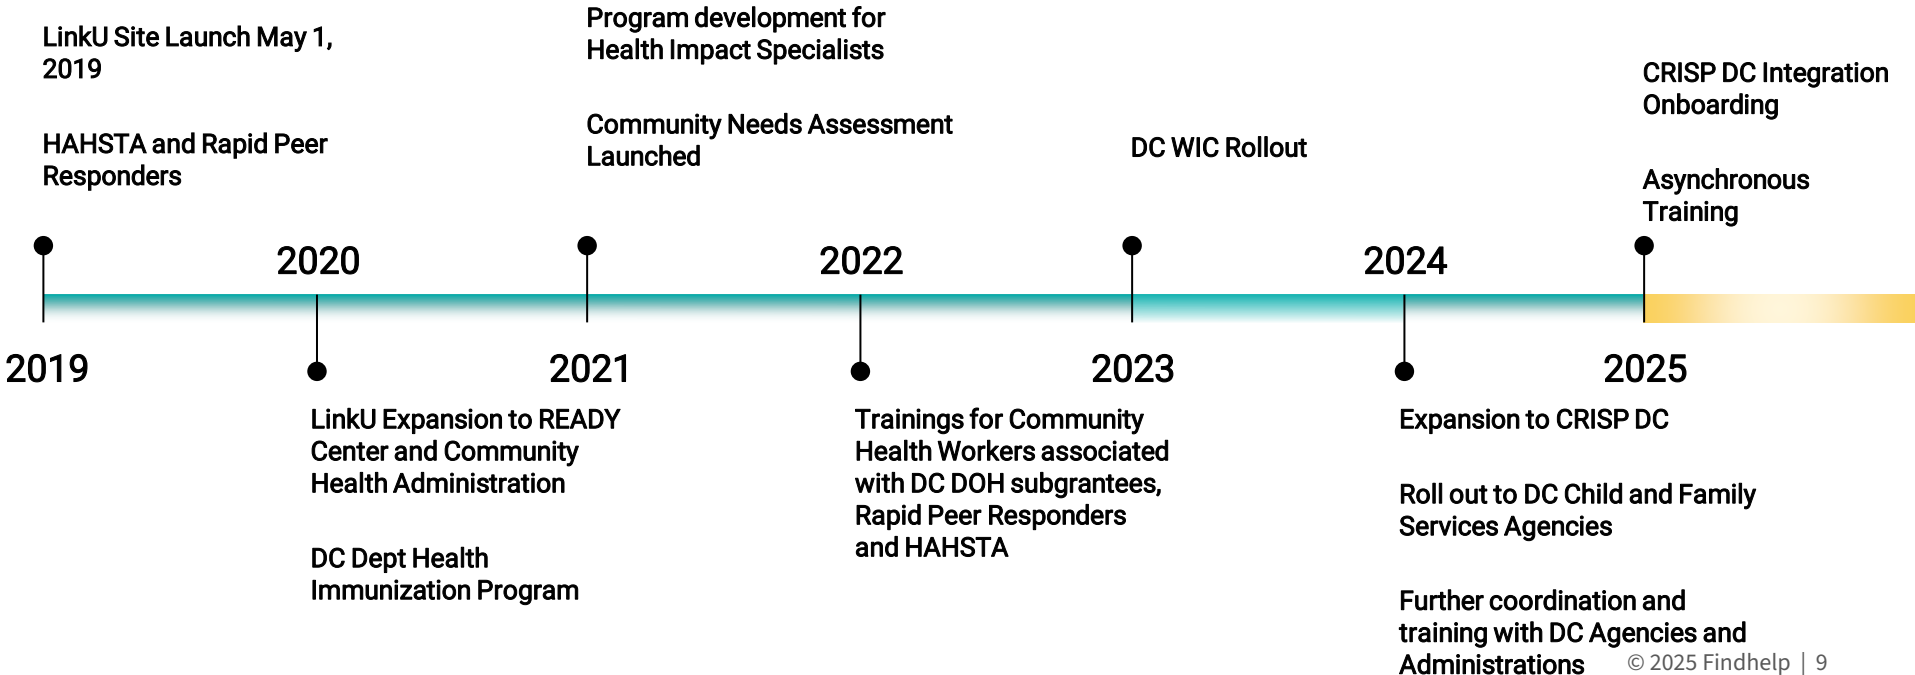 LinkU Site Launch May 1,
2019
HAHSTA and Rapid Peer
Responders
Program development for
Health Impact Specialists
Community Needs Assessment
Launched
DC WIC Rollout
CRISP DC Integration
Onboarding
Asynchronous
Training
2020
2022
2024
2019
2021
2023
2025
LinkU Expansion to READY
Center and Community
Health Administration
DC Dept Health
Immunization Program
Trainings for Community
Health Workers associated
with DC DOH subgrantees,
Rapid Peer Responders
and HAHSTA
Expansion to CRISP DC
Roll out to DC Child and Family
Services Agencies
Further coordination and
training with DC Agencies and
Administrations
© 2025 Findhelp | 9